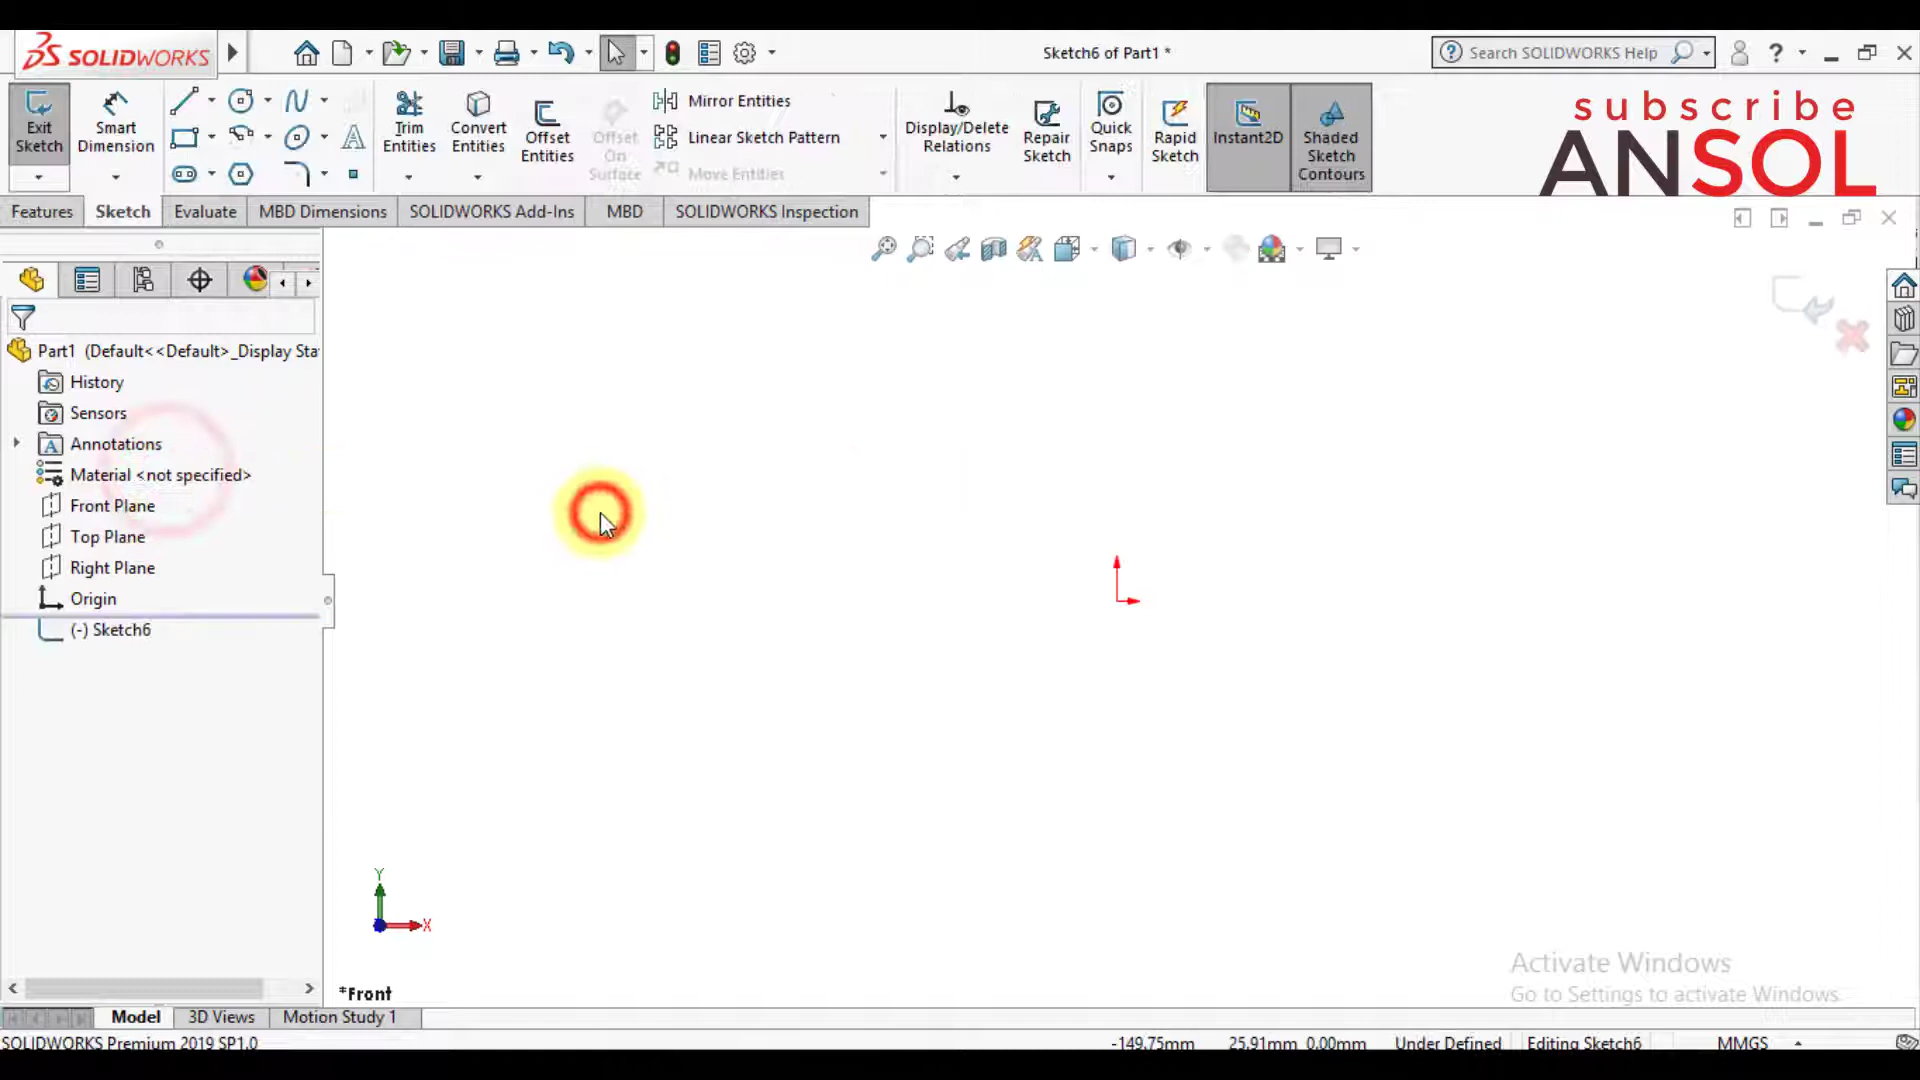 SOLIDWORKS
Sketch6 of Part1 *
Search SOLIDWORKS Help
?
Exit Sketch
Smart Dimension
Trim Entities
Convert Entities
Offset Entities
Offset On Surface
Mirror Entities
Linear Sketch Pattern
Move Entities
Display/Delete Relations
Repair Sketch
Quick Snaps
Rapid Sketch
Instant2D
Shaded Sketch Contours
subscribe
ANSOL
Features
Sketch
Evaluate
MBD Dimensions
SOLIDWORKS Add-Ins
MBD
SOLIDWORKS Inspection
Part1 (Default<<Default>_Display Sta
History
Sensors
Annotations
Material <not specified>
Front Plane
Top Plane
Right Plane
Origin
(-) Sketch6
Y
X
*Front
Activate Windows
Go to Settings to activate Windows.
Model
3D Views
Motion Study 1
SOLIDWORKS Premium 2019 SP1.0
-149.75mm
25.91mm
0.00mm
Under Defined
Editing Sketch6
MMGS